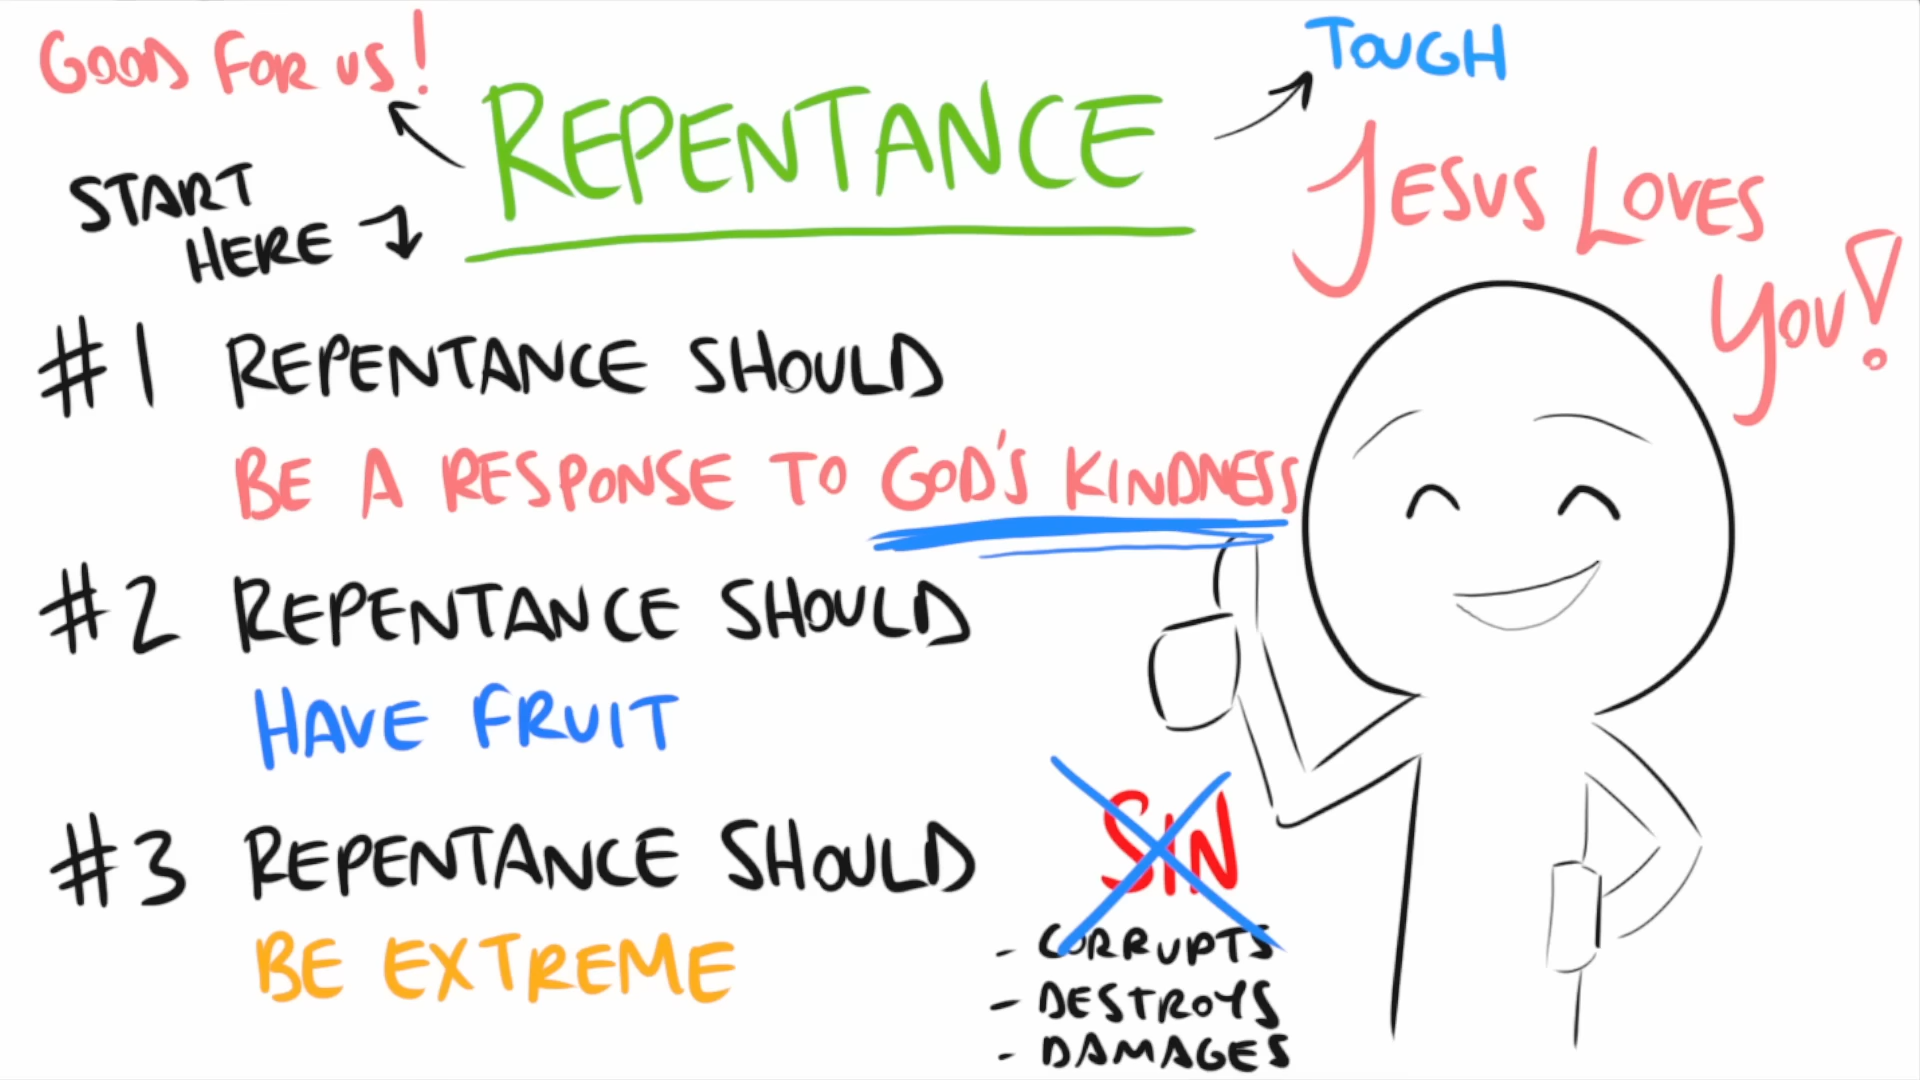 GOOD FOR US!
REPENTANCE
TOUGH
START
HERE
JESUS LOVES
YOU!
#1 REPENTANCE SHOULD
BE A RESPONSE TO GOD'S KINDNESS
#2 REPENTANCE SHOULD
HAVE FRUIT
#3 REPENTANCE SHOULD
BE EXTREME
SIN
- CORRUPTS
- DESTROYS
- DAMAGES